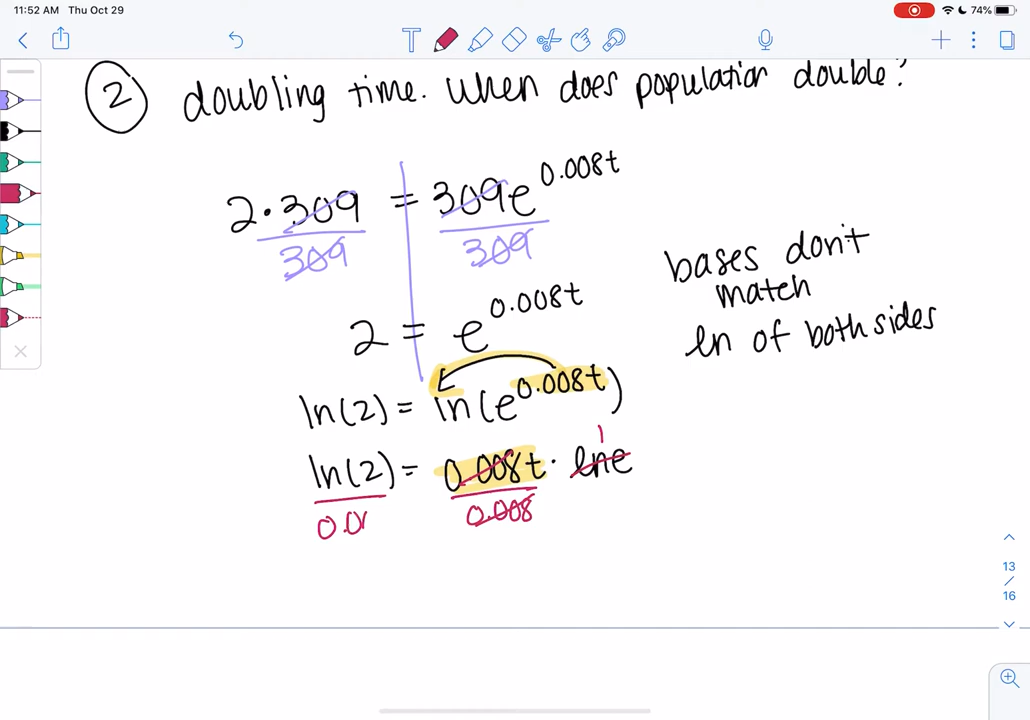 11:52 AM Thu Oct 29
74%
2 doubling time. When does population double?
2 • 309 = 309e^0.008t
309 309
2 = e^0.008t
bases don't
match
ln of both sides
ln(2) = ln(e^0.008t)
1
ln(2) = 0.008t · lne
0.00 0.008
13
/
16